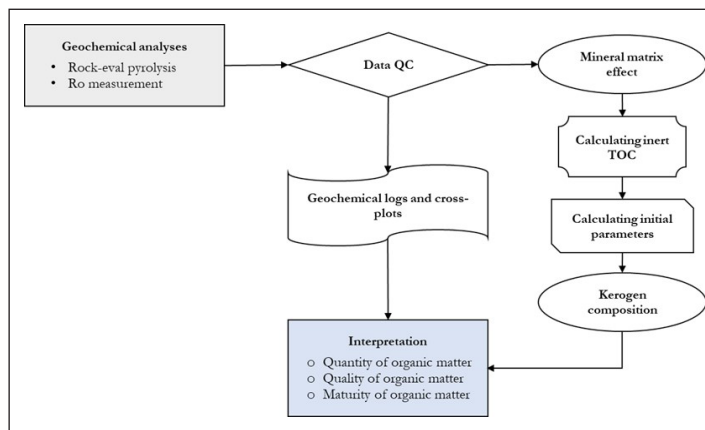 Geochemical analyses
• Rock-eval pyrolysis
• Ro measurement
Data QC
Mineral matrix
effect
Calculating inert
TOC
Geochemical logs and cross-
plots
Calculating initial
parameters
Kerogen
composition
Interpretation
o Quantity of organic matter
o Quality of organic matter
o Maturity of organic matter